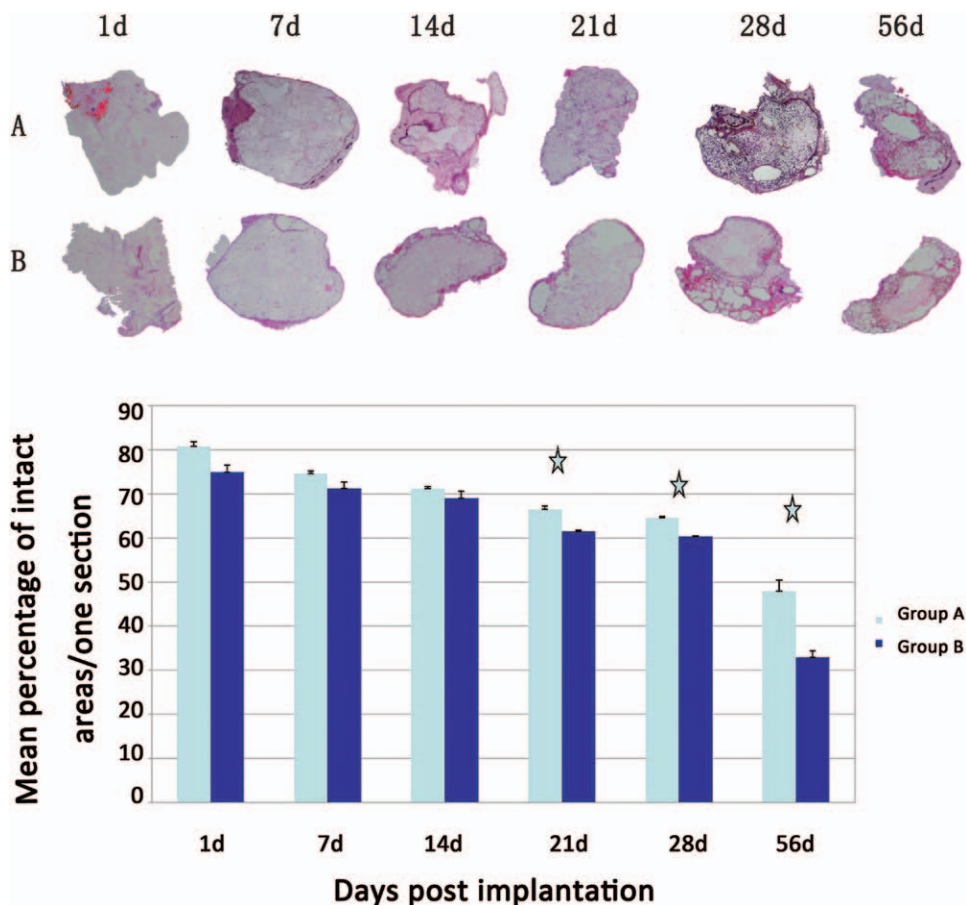 1d 7d 14d 21d 28d 56d
A
B
Mean percentage of intact
areas/one section
90
80
70
60
50
40
30
20
10
0
Group A
Group B
1d 7d 14d 21d 28d 56d
Days post implantation